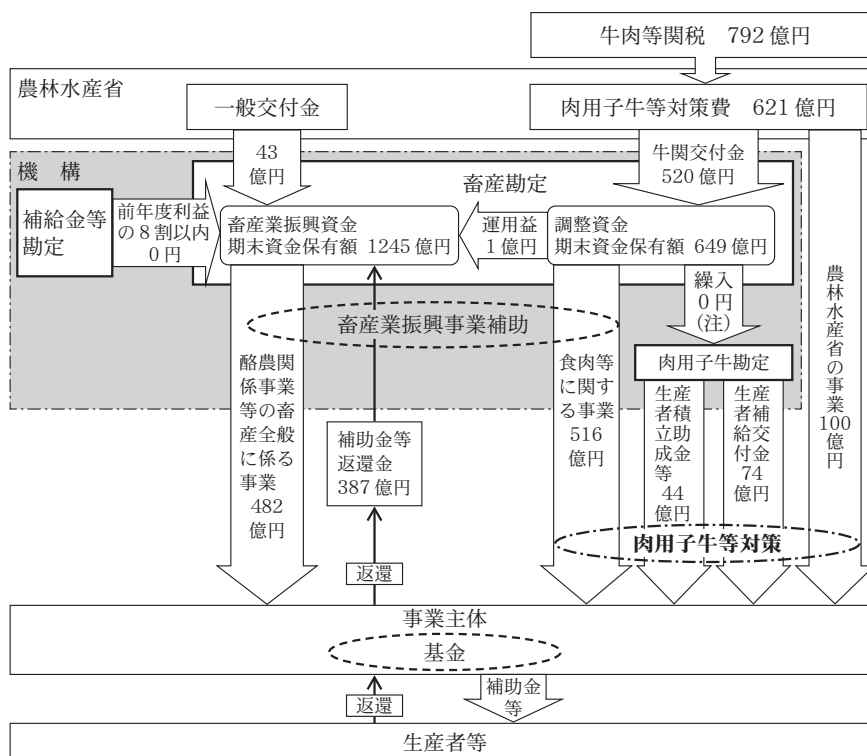 牛肉等関税　792億円
農林水産省
一般交付金
肉用子牛等対策費　621億円
43
億円
牛関交付金
520億円
機　構
畜産勘定
補給金等
勘定
前年度利益
の8割以内
0円
畜産業振興資金
期末資金保有額 1245億円
運用益
1億円
調整資金
期末資金保有額 649億円
繰入
0円
(注)
農林水産省の事業
100
億円
畜産業振興事業補助
肉用子牛勘定
酪農関
係事業
等の畜
産全般
に係る
事業
482
億円
補助金等
返還金
387億円
食肉等
に関す
る事業
516
億円
生産者積立助成金等
44
億円
生産者補給交付金
74
億円
肉用子牛等対策
返還
事業主体
基金
返還
補助金
等
生産者等